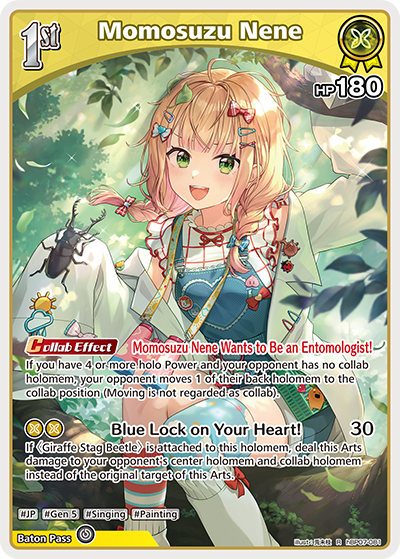 1st
Momosuzu Nene
HP180
Collab Effect
Momosuzu Nene Wants to Be an Entomologist!
If you have 4 or more holo Power and your opponent has no collab
holomem, your opponent moves 1 of their back holomem to the
collab position (Moving is not regarded as collab).
Blue Lock on Your Heart! 30
If 〈Giraffe Stag Beetle〉 is attached to this holomem, deal this Arts
damage to your opponent's center holomem and collab holomem
instead of the original target of this Arts.
#JP #Gen 5 #Singing #Painting
Baton Pass
R hBP07-081